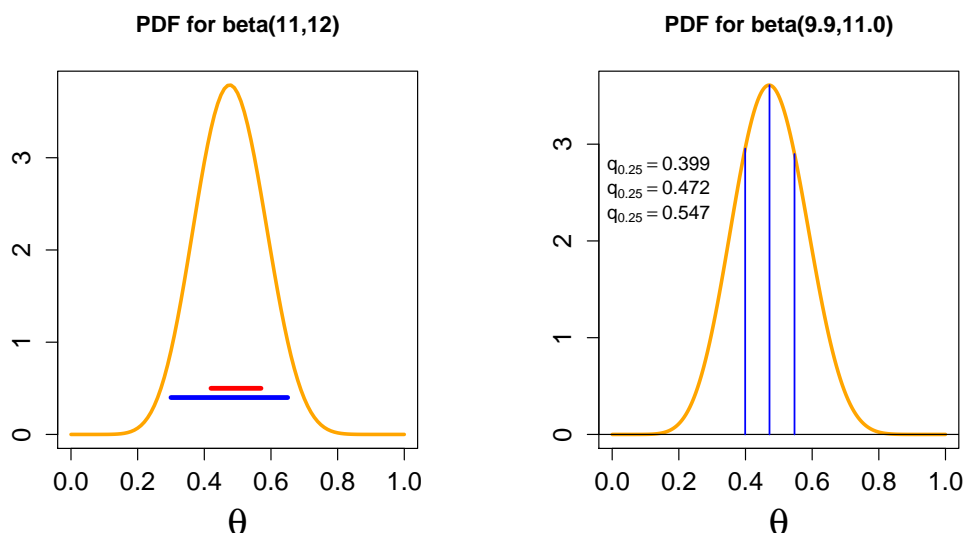 PDF for beta(11,12)
3
2
1
0
0.0 0.2 0.4 0.6 0.8 1.0
θ
PDF for beta(9.9,11.0)
3
2
1
0
q0.25 = 0.399
q0.25 = 0.472
q0.25 = 0.547
0.0 0.2 0.4 0.6 0.8 1.0
θ